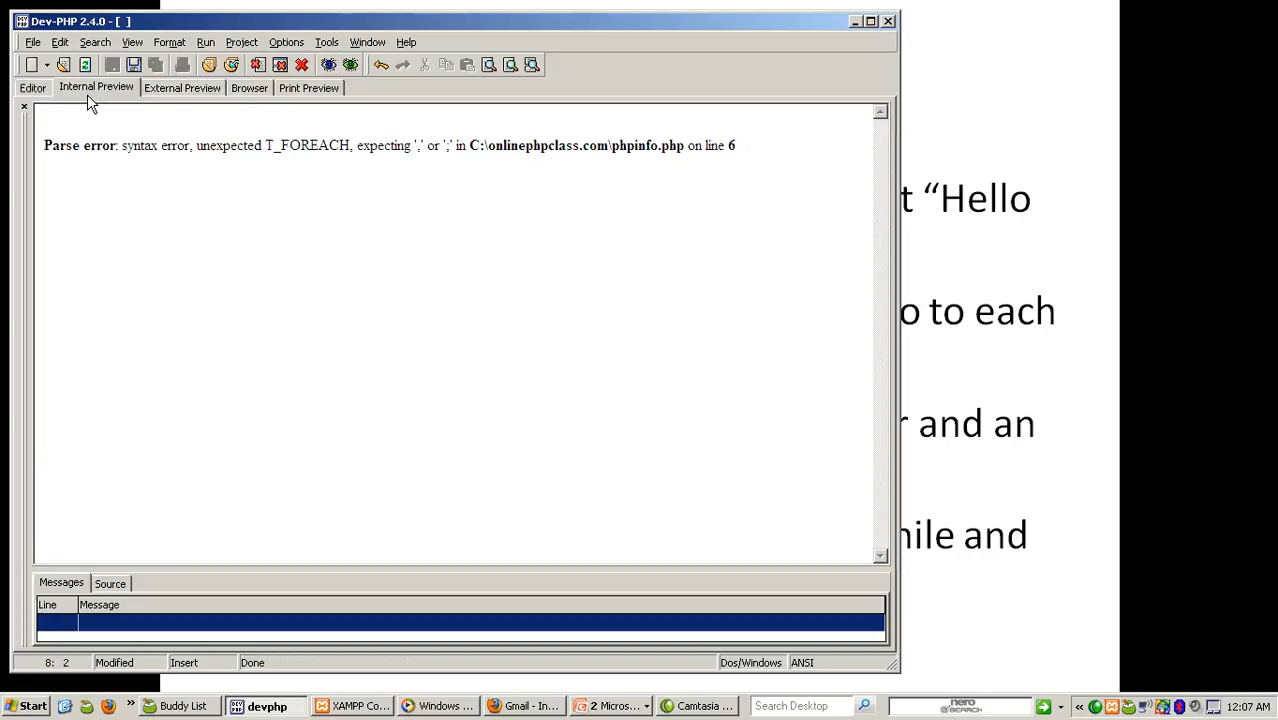 Dev-PHP 2.4.0 - [ ]
File Edit Search View Format Run Project Options Tools Window Help
Editor Internal Preview External Preview Browser Print Preview
Parse error: syntax error, unexpected T_FOREACH, expecting ',' or ';' in C:\onlinephpclass.com\phpinfo.php on line 6
t “Hello
o to each
r and an
hile and
Messages Source
Line Message
8: 2 Modified Insert Done Dos/Windows ANSI
Start Buddy List devphp XAMPP Co... Windows ... Gmail - In... 2 Micros... Camtasia ... Search Desktop nero SEARCH 12:07 AM